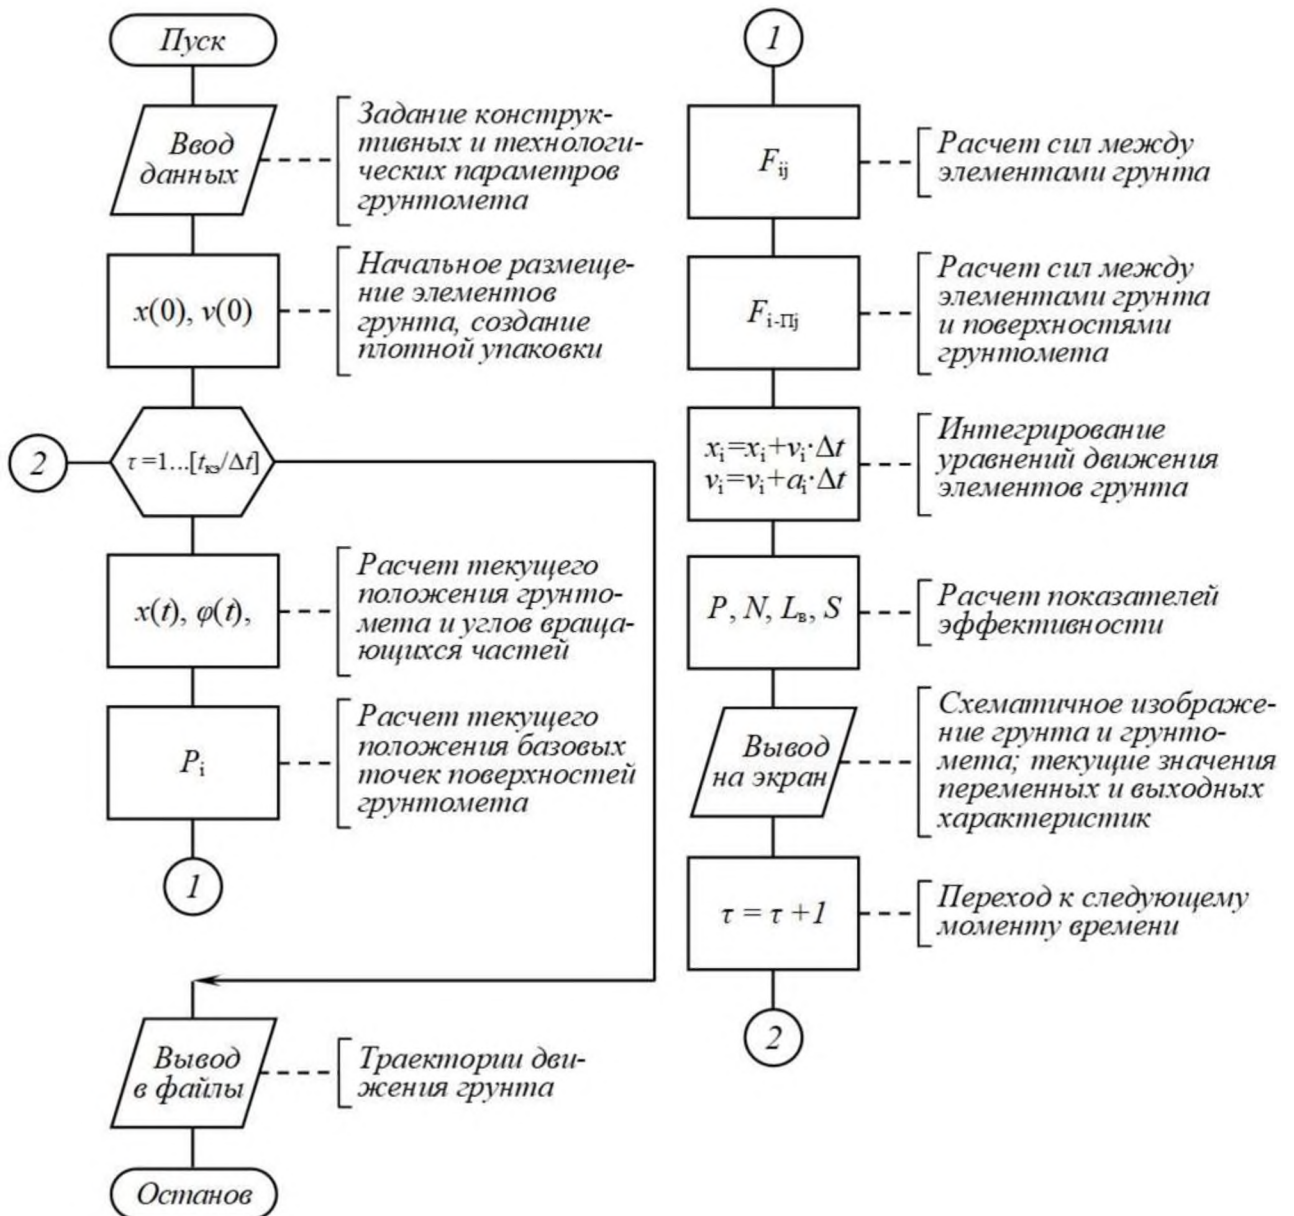 Пуск
Ввод
данных
Задание конструк-
тивных и технологи-
ческих параметров
грунтомета
x(0), v(0)
Начальное размеще-
ние элементов
грунта, создание
плотной упаковки
2
τ =1...[tкэ/Δt]
x(t), φ(t),
Расчет текущего
положения грунто-
мета и углов враща-
ющихся частей
Pi
Расчет текущего
положения базовых
точек поверхностей
грунтомета
1
Вывод
в файлы
Траектории дви-
жения грунта
Останов
1
Fij
Расчет сил между
элементами грунта
Fi-Пj
Расчет сил между
элементами грунта
и поверхностями
грунтомета
xi=xi+vi·Δt
vi=vi+ai·Δt
Интегрирование
уравнений движения
элементов грунта
P, N, Lв, S
Расчет показателей
эффективности
Вывод
на экран
Схематичное изображе-
ние грунта и грунто-
мета; текущие значения
переменных и выходных
характеристик
τ = τ +1
Переход к следующему
моменту времени
2